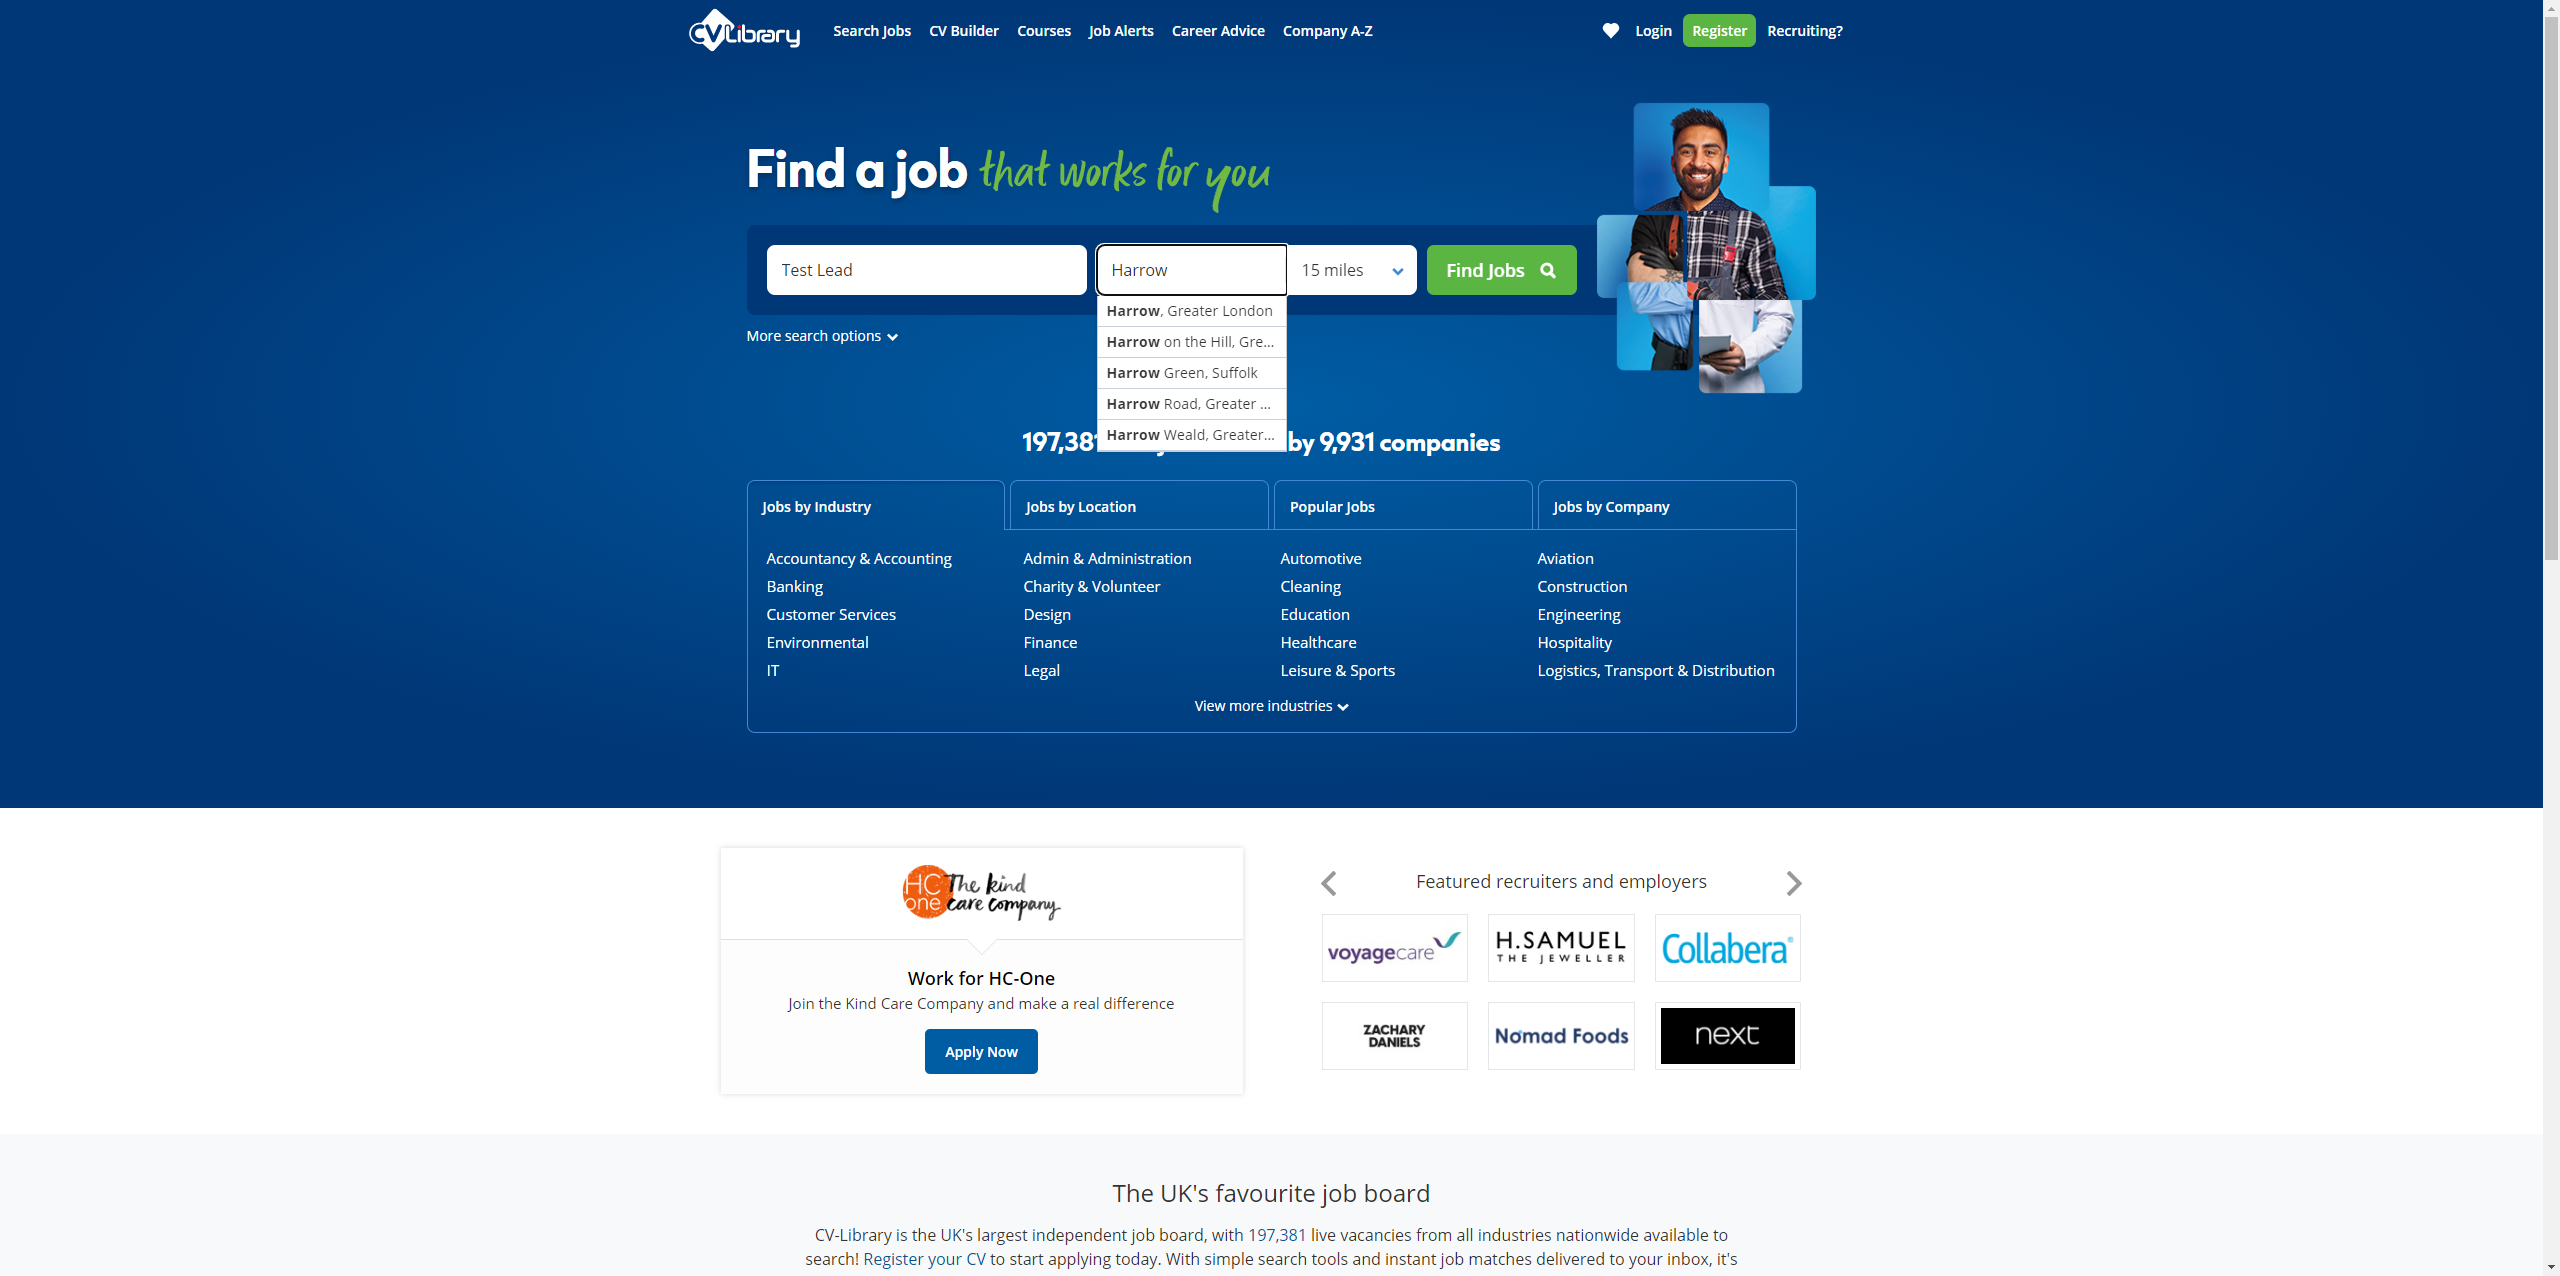 CV Library
Search Jobs
CV Builder
Courses
Job Alerts
Career Advice
Company A-Z
Login
Register
Recruiting?
Find a job that works for you
Test Lead
Harrow
15 miles
Find Jobs
Harrow, Greater London
Harrow on the Hill, Gre...
Harrow Green, Suffolk
Harrow Road, Greater ...
Harrow Weald, Greater...
More search options
by 9,931 companies
Jobs by Industry
Jobs by Location
Popular Jobs
Jobs by Company
Accountancy & Accounting
Admin & Administration
Automotive
Aviation
Banking
Charity & Volunteer
Cleaning
Construction
Customer Services
Design
Education
Engineering
Environmental
Finance
Healthcare
Hospitality
IT
Legal
Leisure & Sports
Logistics, Transport & Distribution
View more industries
HC one The kind care company
Work for HC-One
Join the Kind Care Company and make a real difference
Apply Now
Featured recruiters and employers
voyagecare
H.SAMUEL
THE JEWELLER
Collabera
ZACHARY
DANIELS
Nomad Foods
next
The UK's favourite job board
CV-Library is the UK's largest independent job board, with 197,381 live vacancies from all industries nationwide available to
search! Register your CV to start applying today. With simple search tools and instant job matches delivered to your inbox, it's